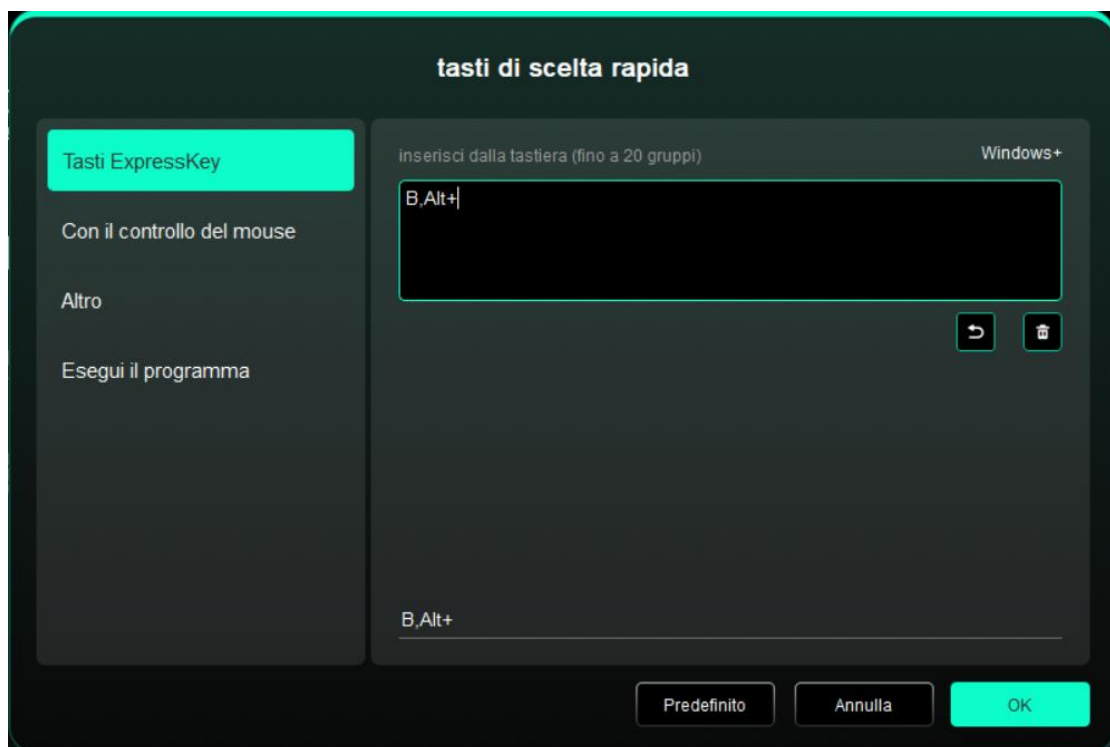 tasti di scelta rapida
Tasti ExpressKey
Con il controllo del mouse
Altro
Esegui il programma
inserisci dalla tastiera (fino a 20 gruppi)
Windows+
B,Alt+
B,Alt+
Predefinito
Annulla
OK